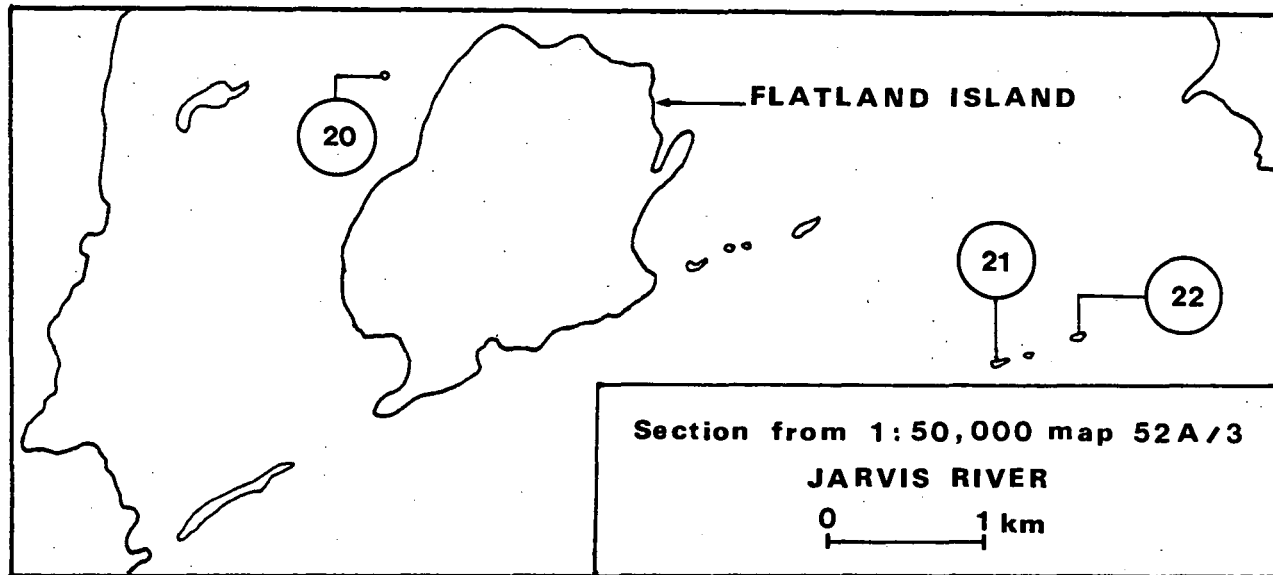 FLATLAND ISLAND
20
21
22
Section from 1:50,000 map 52A/3
JARVIS RIVER
0 1 km